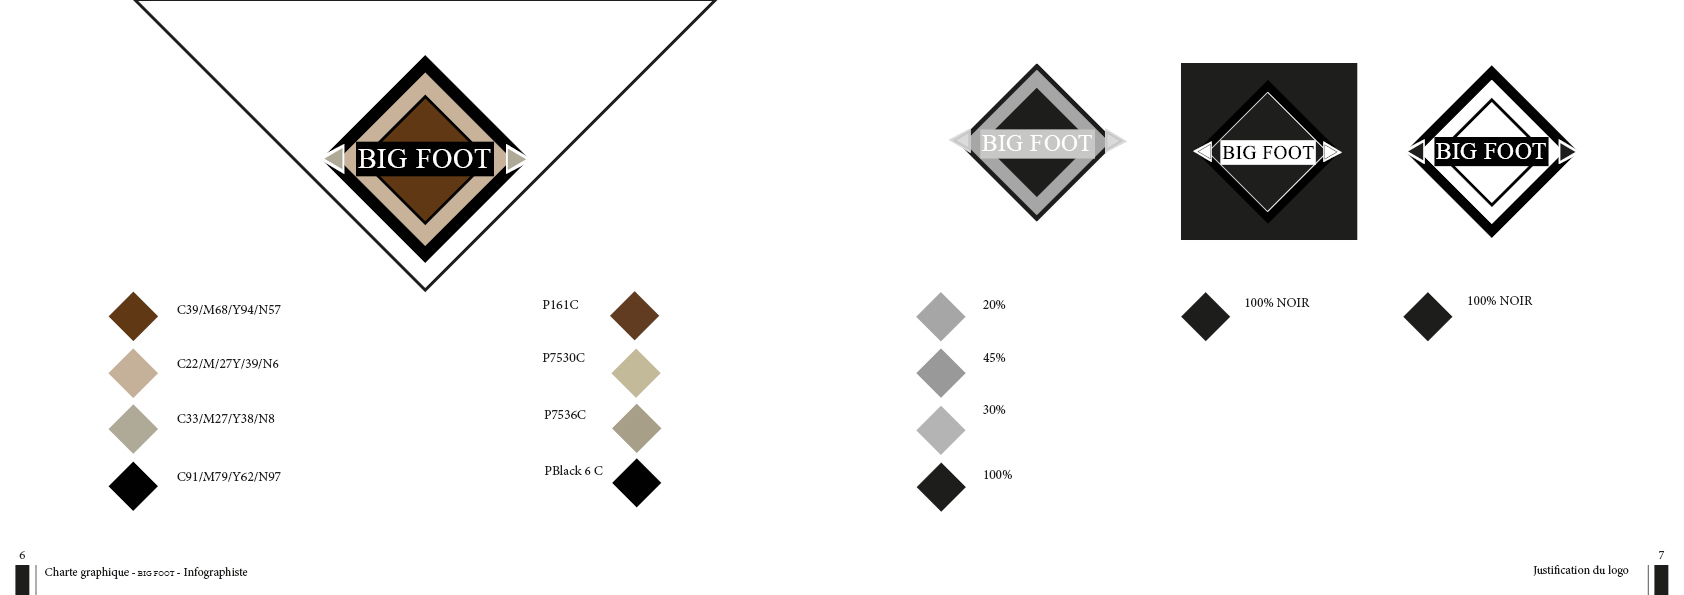 BIG FOOT
C39/M68/Y94/N57
C22/M/27Y/39/N6
C33/M27/Y38/N8
C91/M79/Y62/N97
P161C
P7530C
P7536C
PBlack 6 C
6
Charte graphique - BIG FOOT - Infographiste
BIG FOOT
BIG FOOT
BIG FOOT
20%
45%
30%
100%
100% NOIR
100% NOIR
7
Justification du logo